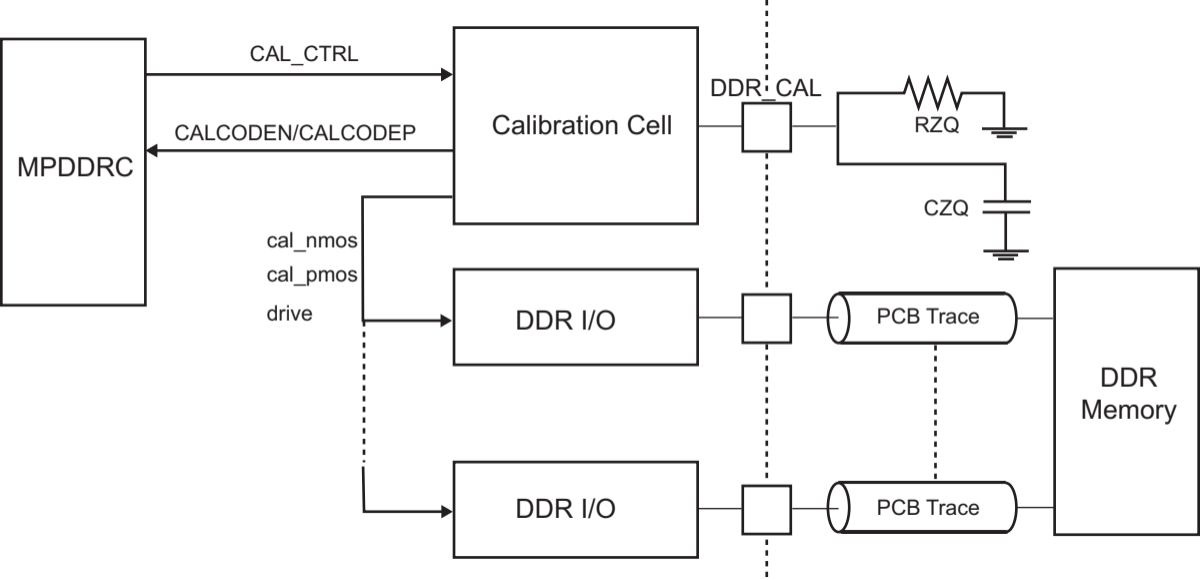 CAL_CTRL
DDR_CAL
CALCODEN/CALCODEP
Calibration Cell
RZQ
MPDDRC
CZQ
cal_nmos
cal_pmos
drive
DDR I/O
PCB Trace
DDR
Memory
DDR I/O
PCB Trace